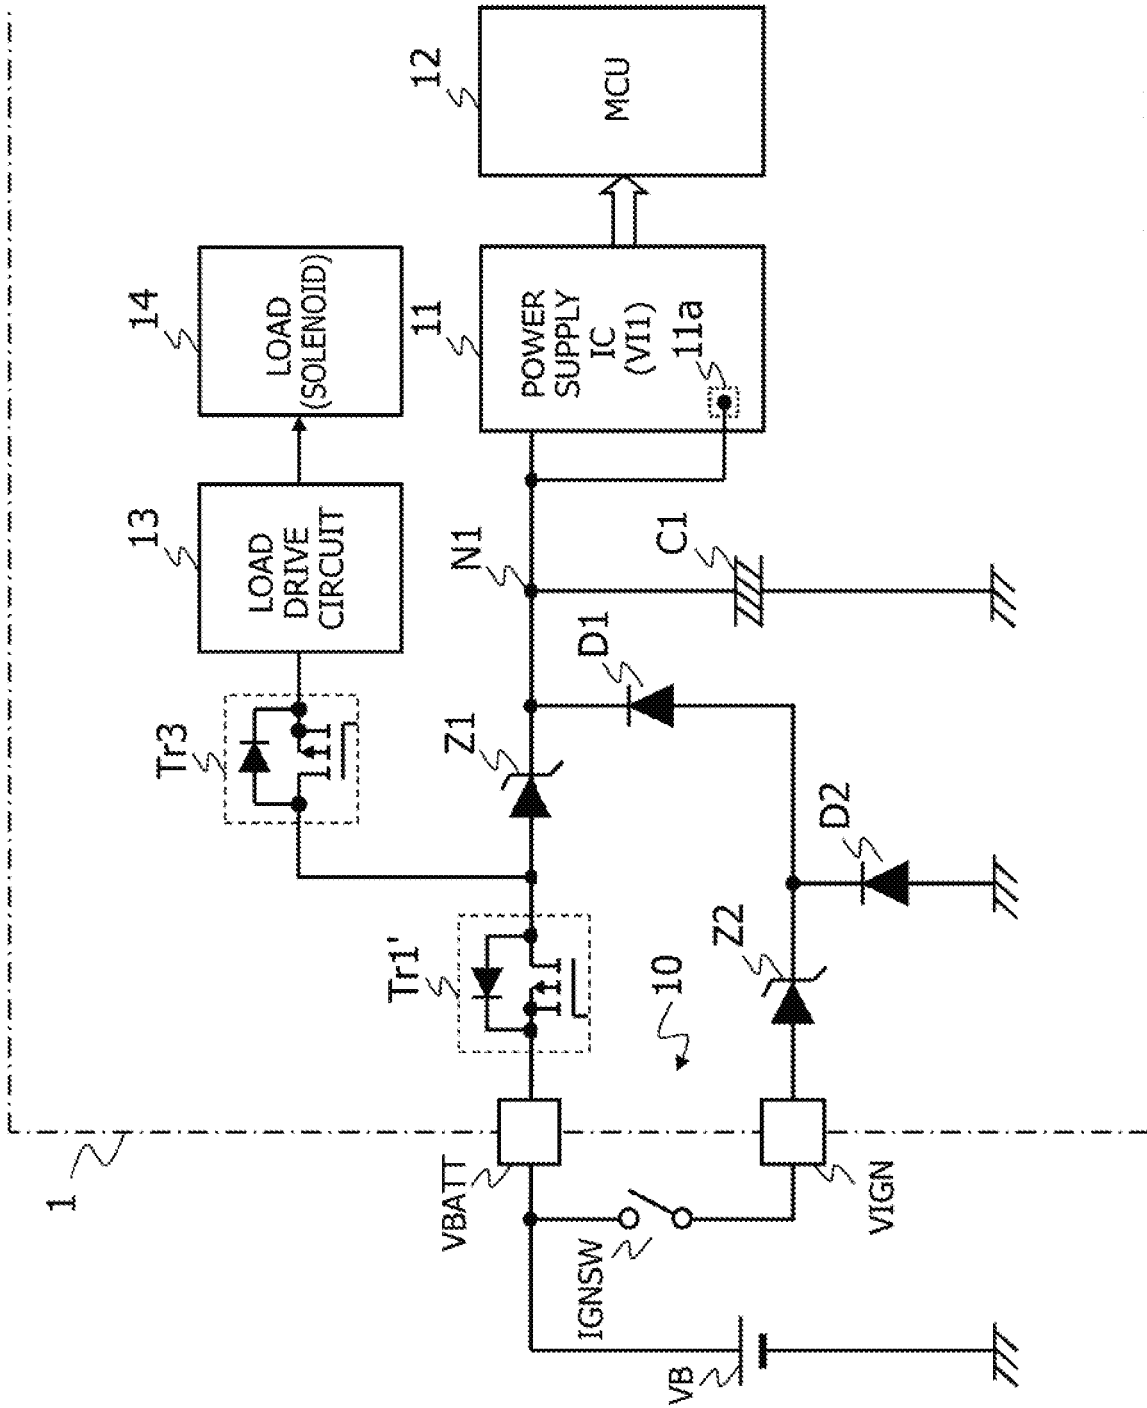 1
Tr3
13
LOAD
DRIVE
CIRCUIT
14
LOAD
(SOLENOID)
Tr1'
Z1
N1
11
POWER
SUPPLY
IC
(VI1)
11a
12
MCU
VBATT
IGNSW
10
D1
C1
VB
VIGN
Z2
D2